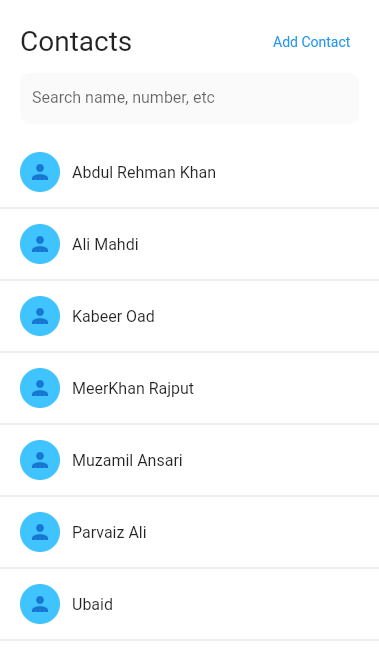 Contacts
Add Contact
Search name, number, etc
Abdul Rehman Khan
Ali Mahdi
Kabeer Oad
MeerKhan Rajput
Muzamil Ansari
Parvaiz Ali
Ubaid